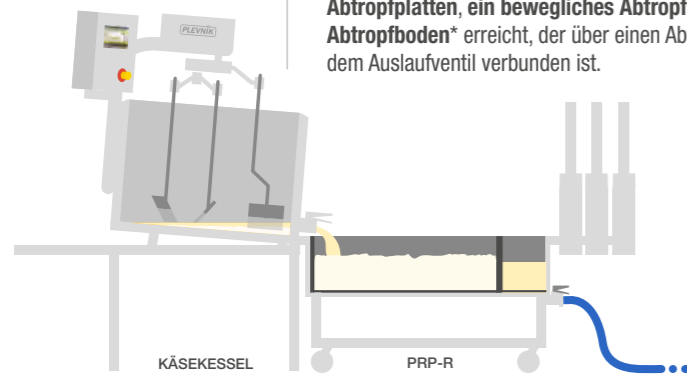 Abtropfplatten, ein bewegliches Abtropf
Abtropfboden* erreicht, der über einen Ab
dem Auslaufventil verbunden ist.
PLEVNIK
KÄSEKESSEL
PRP-R